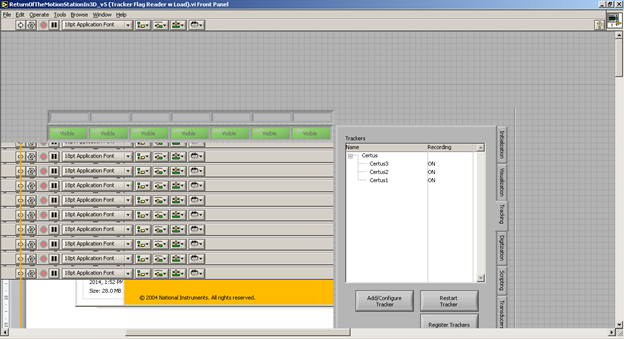 ReturnOfTheMotionStationIn3D_v5 (Tracker Flag Reader w Load).vi Front Panel
File Edit Operate Tools Browse Window Help
18pt Application Font
Visible Visible Visible Visible Visible Visible Visible
Trackers
Name Recording
Certus
Certus3 ON
Certus2 ON
Certus1 ON
Initialization
Visualization
Tracking
Digitization
Scripting
Transducers
18pt Application Font
18pt Application Font
18pt Application Font
18pt Application Font
18pt Application Font
18pt Application Font
18pt Application Font
18pt Application Font
18pt Application Font
2014, 1:52 PM
Size: 28.0 MB
© 2004 National Instruments. All rights reserved.
Add/Configure
Tracker
Restart
Tracker
Register Trackers